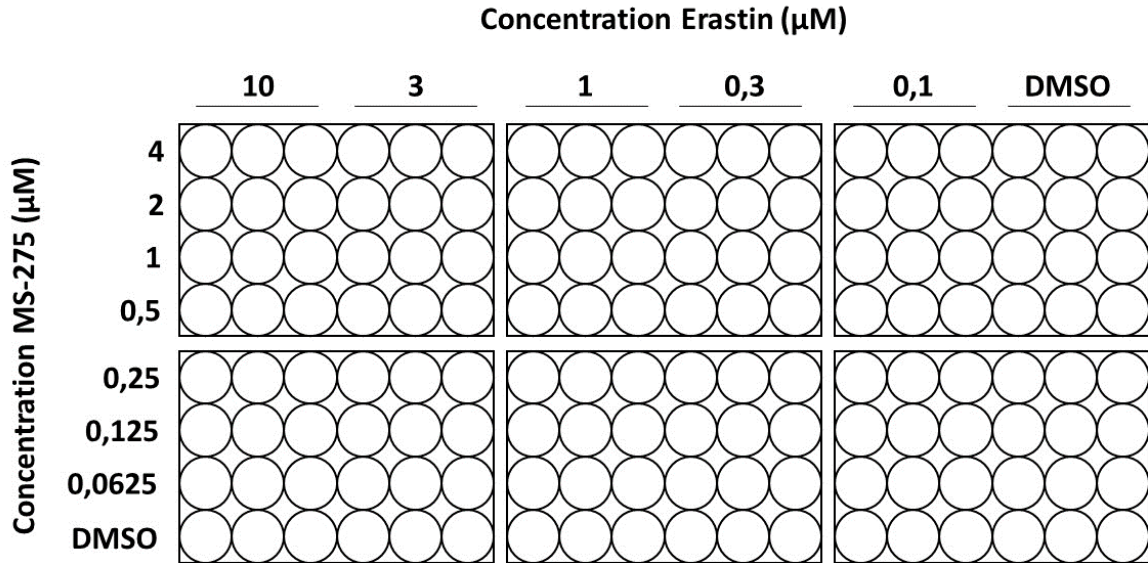 Concentration Erastin (µM)
10 3 1 0,3 0,1 DMSO
Concentration MS-275 (µM)
4
2
1
0,5
0,25
0,125
0,0625
DMSO